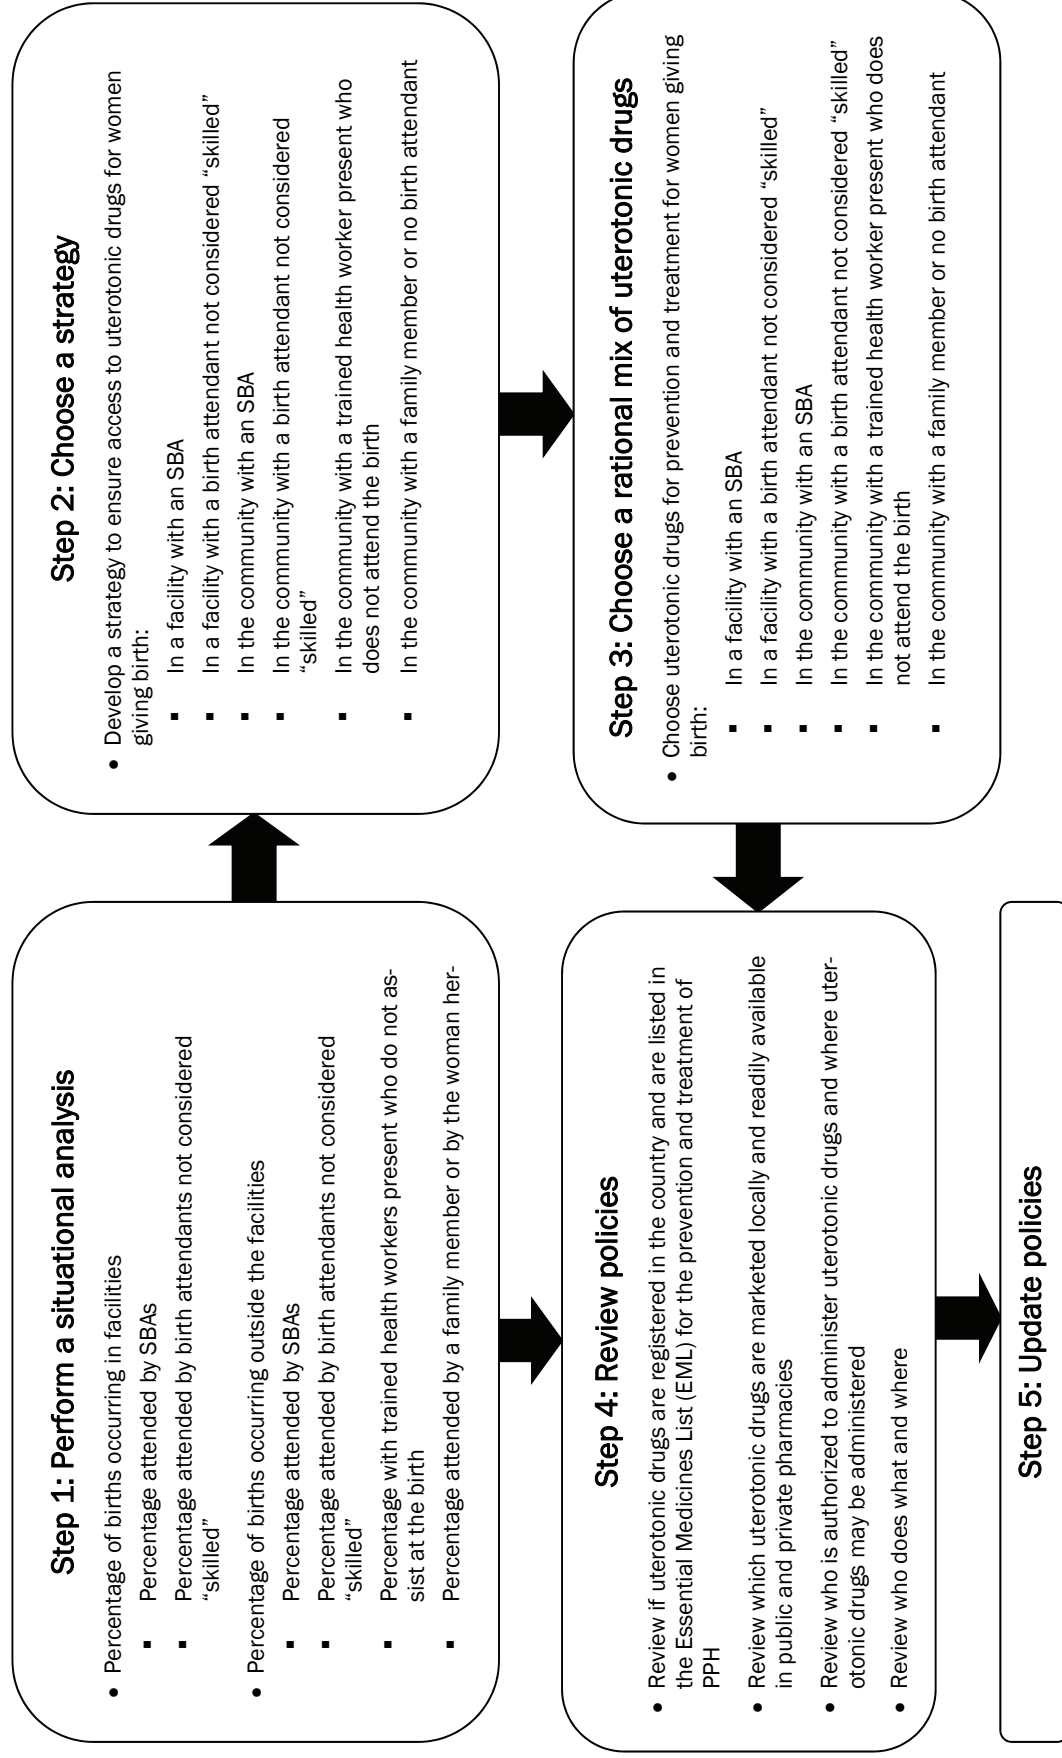 Step 1: Perform a situational analysis
• Percentage of births occurring in facilities
▪ Percentage attended by SBAs
▪ Percentage attended by birth attendants not considered
“skilled”
• Percentage of births occurring outside the facilities
▪ Percentage attended by SBAs
▪ Percentage attended by birth attendants not considered
“skilled”
▪ Percentage with trained health workers present who do not as-
sist at the birth
▪ Percentage attended by a family member or by the woman her-
Step 2: Choose a strategy
• Develop a strategy to ensure access to uterotonic drugs for women
giving birth:
▪ In a facility with an SBA
▪ In a facility with a birth attendant not considered “skilled”
▪ In the community with an SBA
▪ In the community with a birth attendant not considered
“skilled”
▪ In the community with a trained health worker present who
does not attend the birth
▪ In the community with a family member or no birth attendant
Step 3: Choose a rational mix of uterotonic drugs
• Choose uterotonic drugs for prevention and treatment for women giving
birth:
▪ In a facility with an SBA
▪ In a facility with a birth attendant not considered “skilled”
▪ In the community with an SBA
▪ In the community with a birth attendant not considered “skilled”
▪ In the community with a trained health worker present who does
not attend the birth
▪ In the community with a family member or no birth attendant
Step 4: Review policies
• Review if uterotonic drugs are registered in the country and are listed in
the Essential Medicines List (EML) for the prevention and treatment of
PPH
• Review which uterotonic drugs are marketed locally and readily available
in public and private pharmacies
• Review who is authorized to administer uterotonic drugs and where uter-
otonic drugs may be administered
• Review who does what and where
Step 5: Update policies